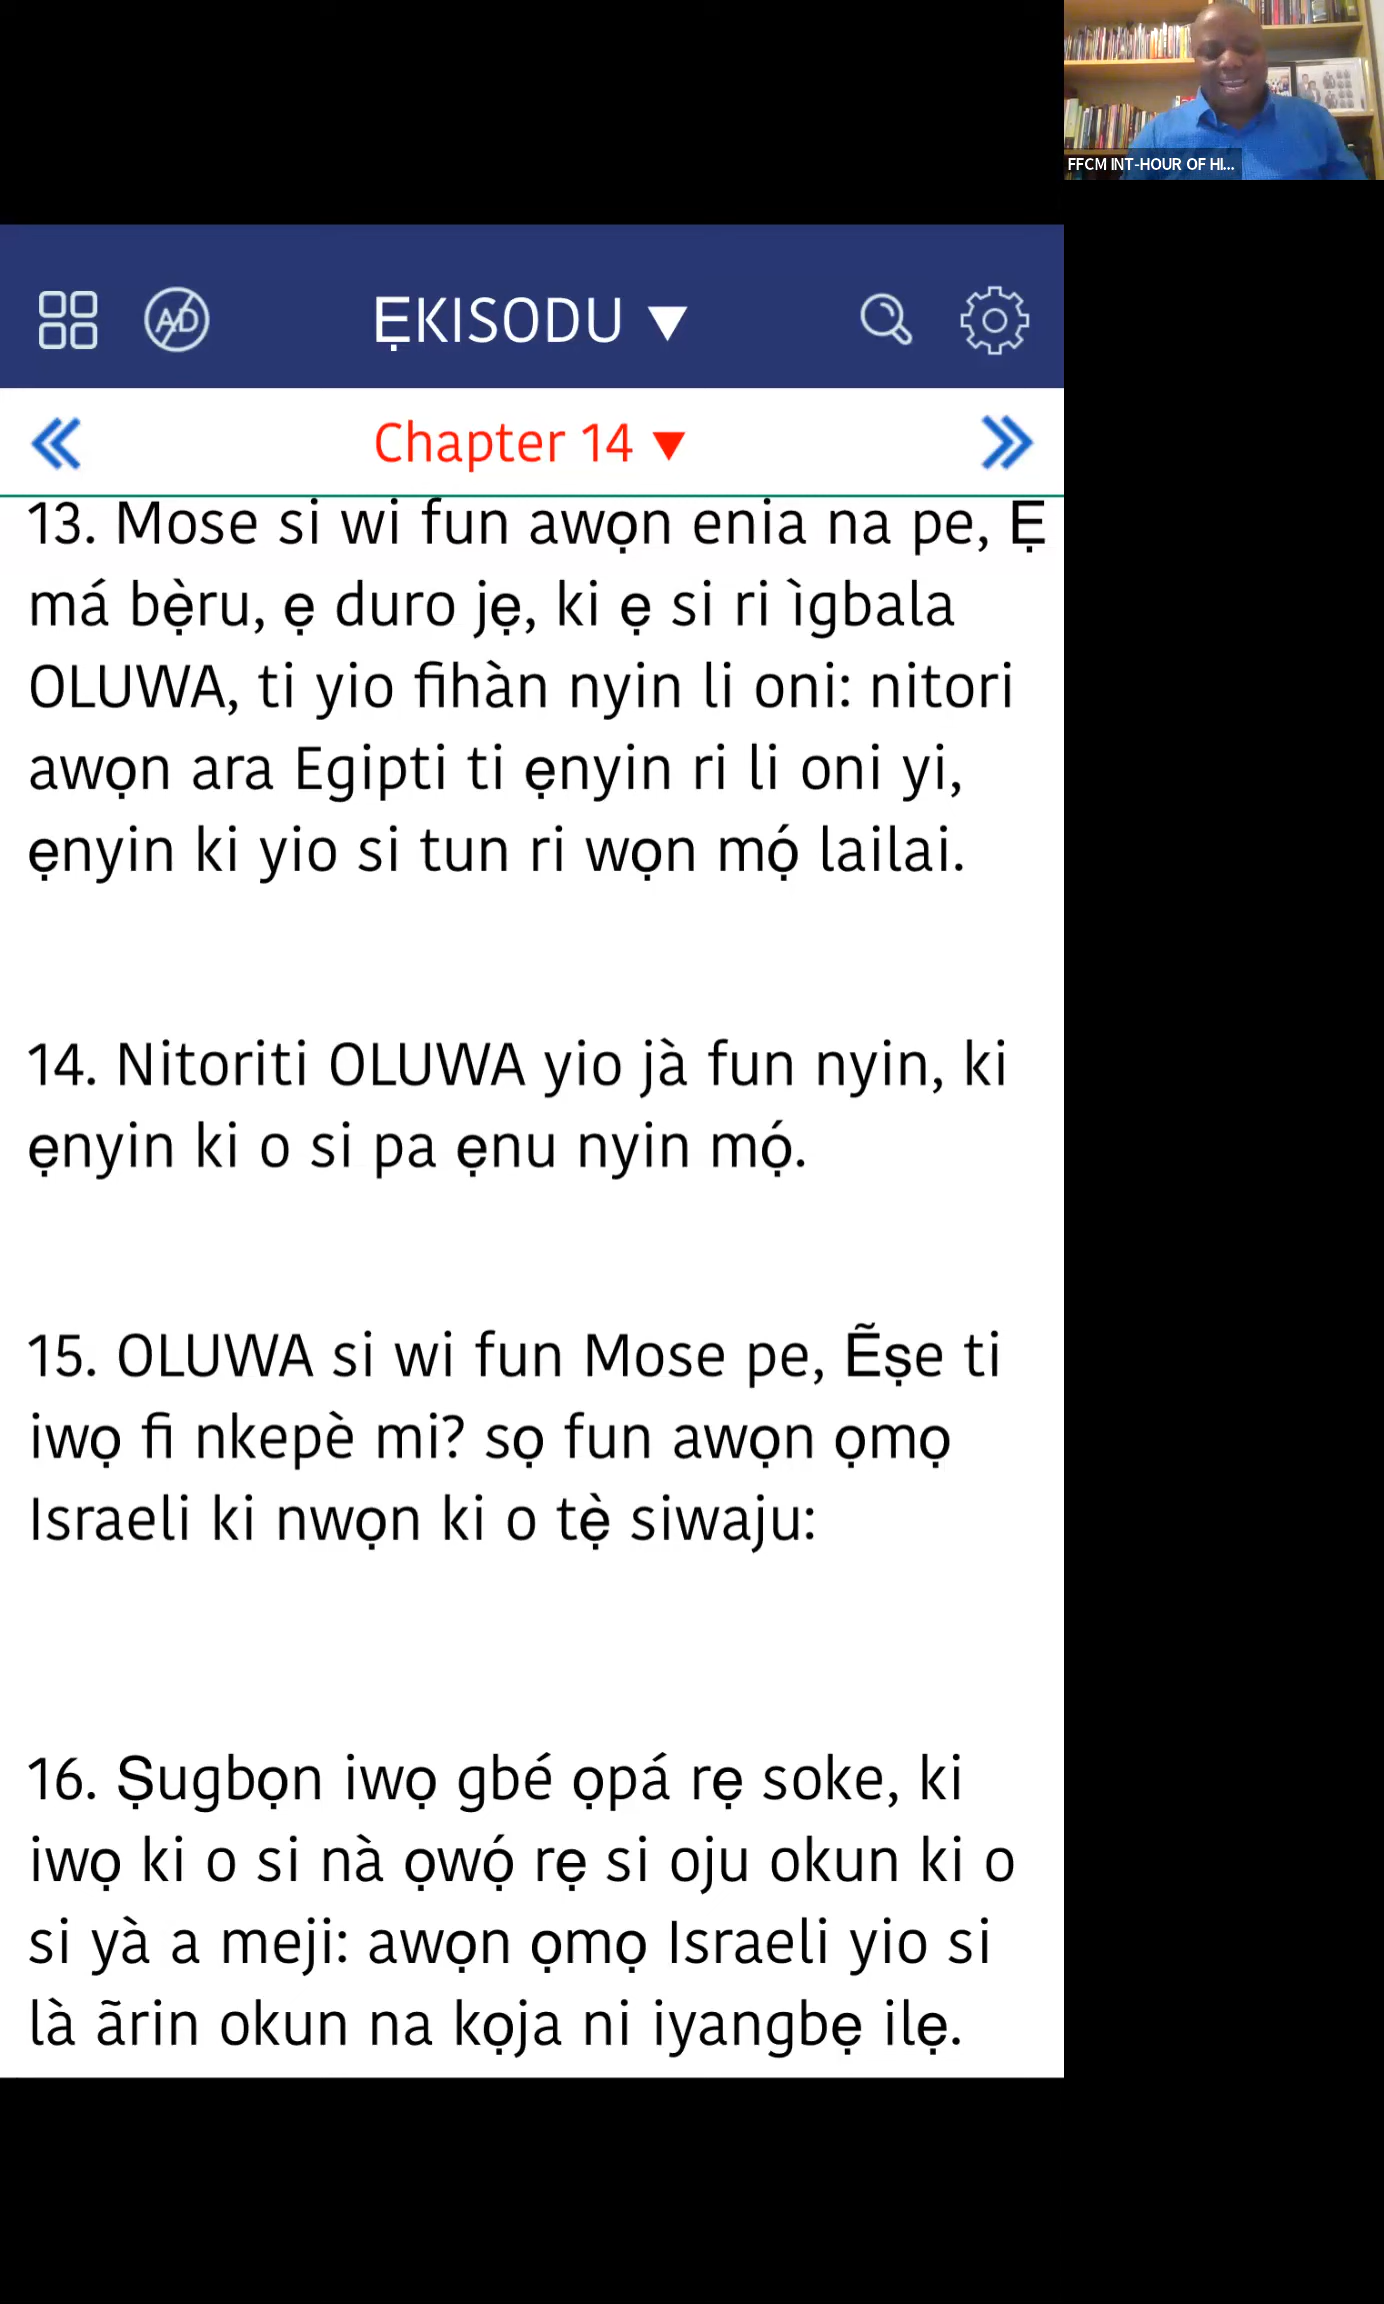 FFCM INT-HOUR OF HI...
ẸKISODU
Chapter 14
13. Mose si wi fun awọn enia na pe, Ẹ
má bẹ̀ru, ẹ duro jẹ, ki ẹ si ri ìgbala
OLUWA, ti yio fihàn nyin li oni: nitori
awọn ara Egipti ti ẹnyin ri li oni yi,
ẹnyin ki yio si tun ri wọn mọ́ lailai.
14. Nitoriti OLUWA yio jà fun nyin, ki
ẹnyin ki o si pa ẹnu nyin mọ́.
15. OLUWA si wi fun Mose pe, Ẽṣe ti
iwọ fi nkepè mi? sọ fun awọn ọmọ
Israeli ki nwọn ki o tẹ̀ siwaju:
16. Ṣugbọn iwọ gbé ọpá rẹ soke, ki
iwọ ki o si nà ọwọ́ rẹ si oju okun ki o
si yà a meji: awọn ọmọ Israeli yio si
là ãrin okun na kọja ni iyangbẹ ilẹ.